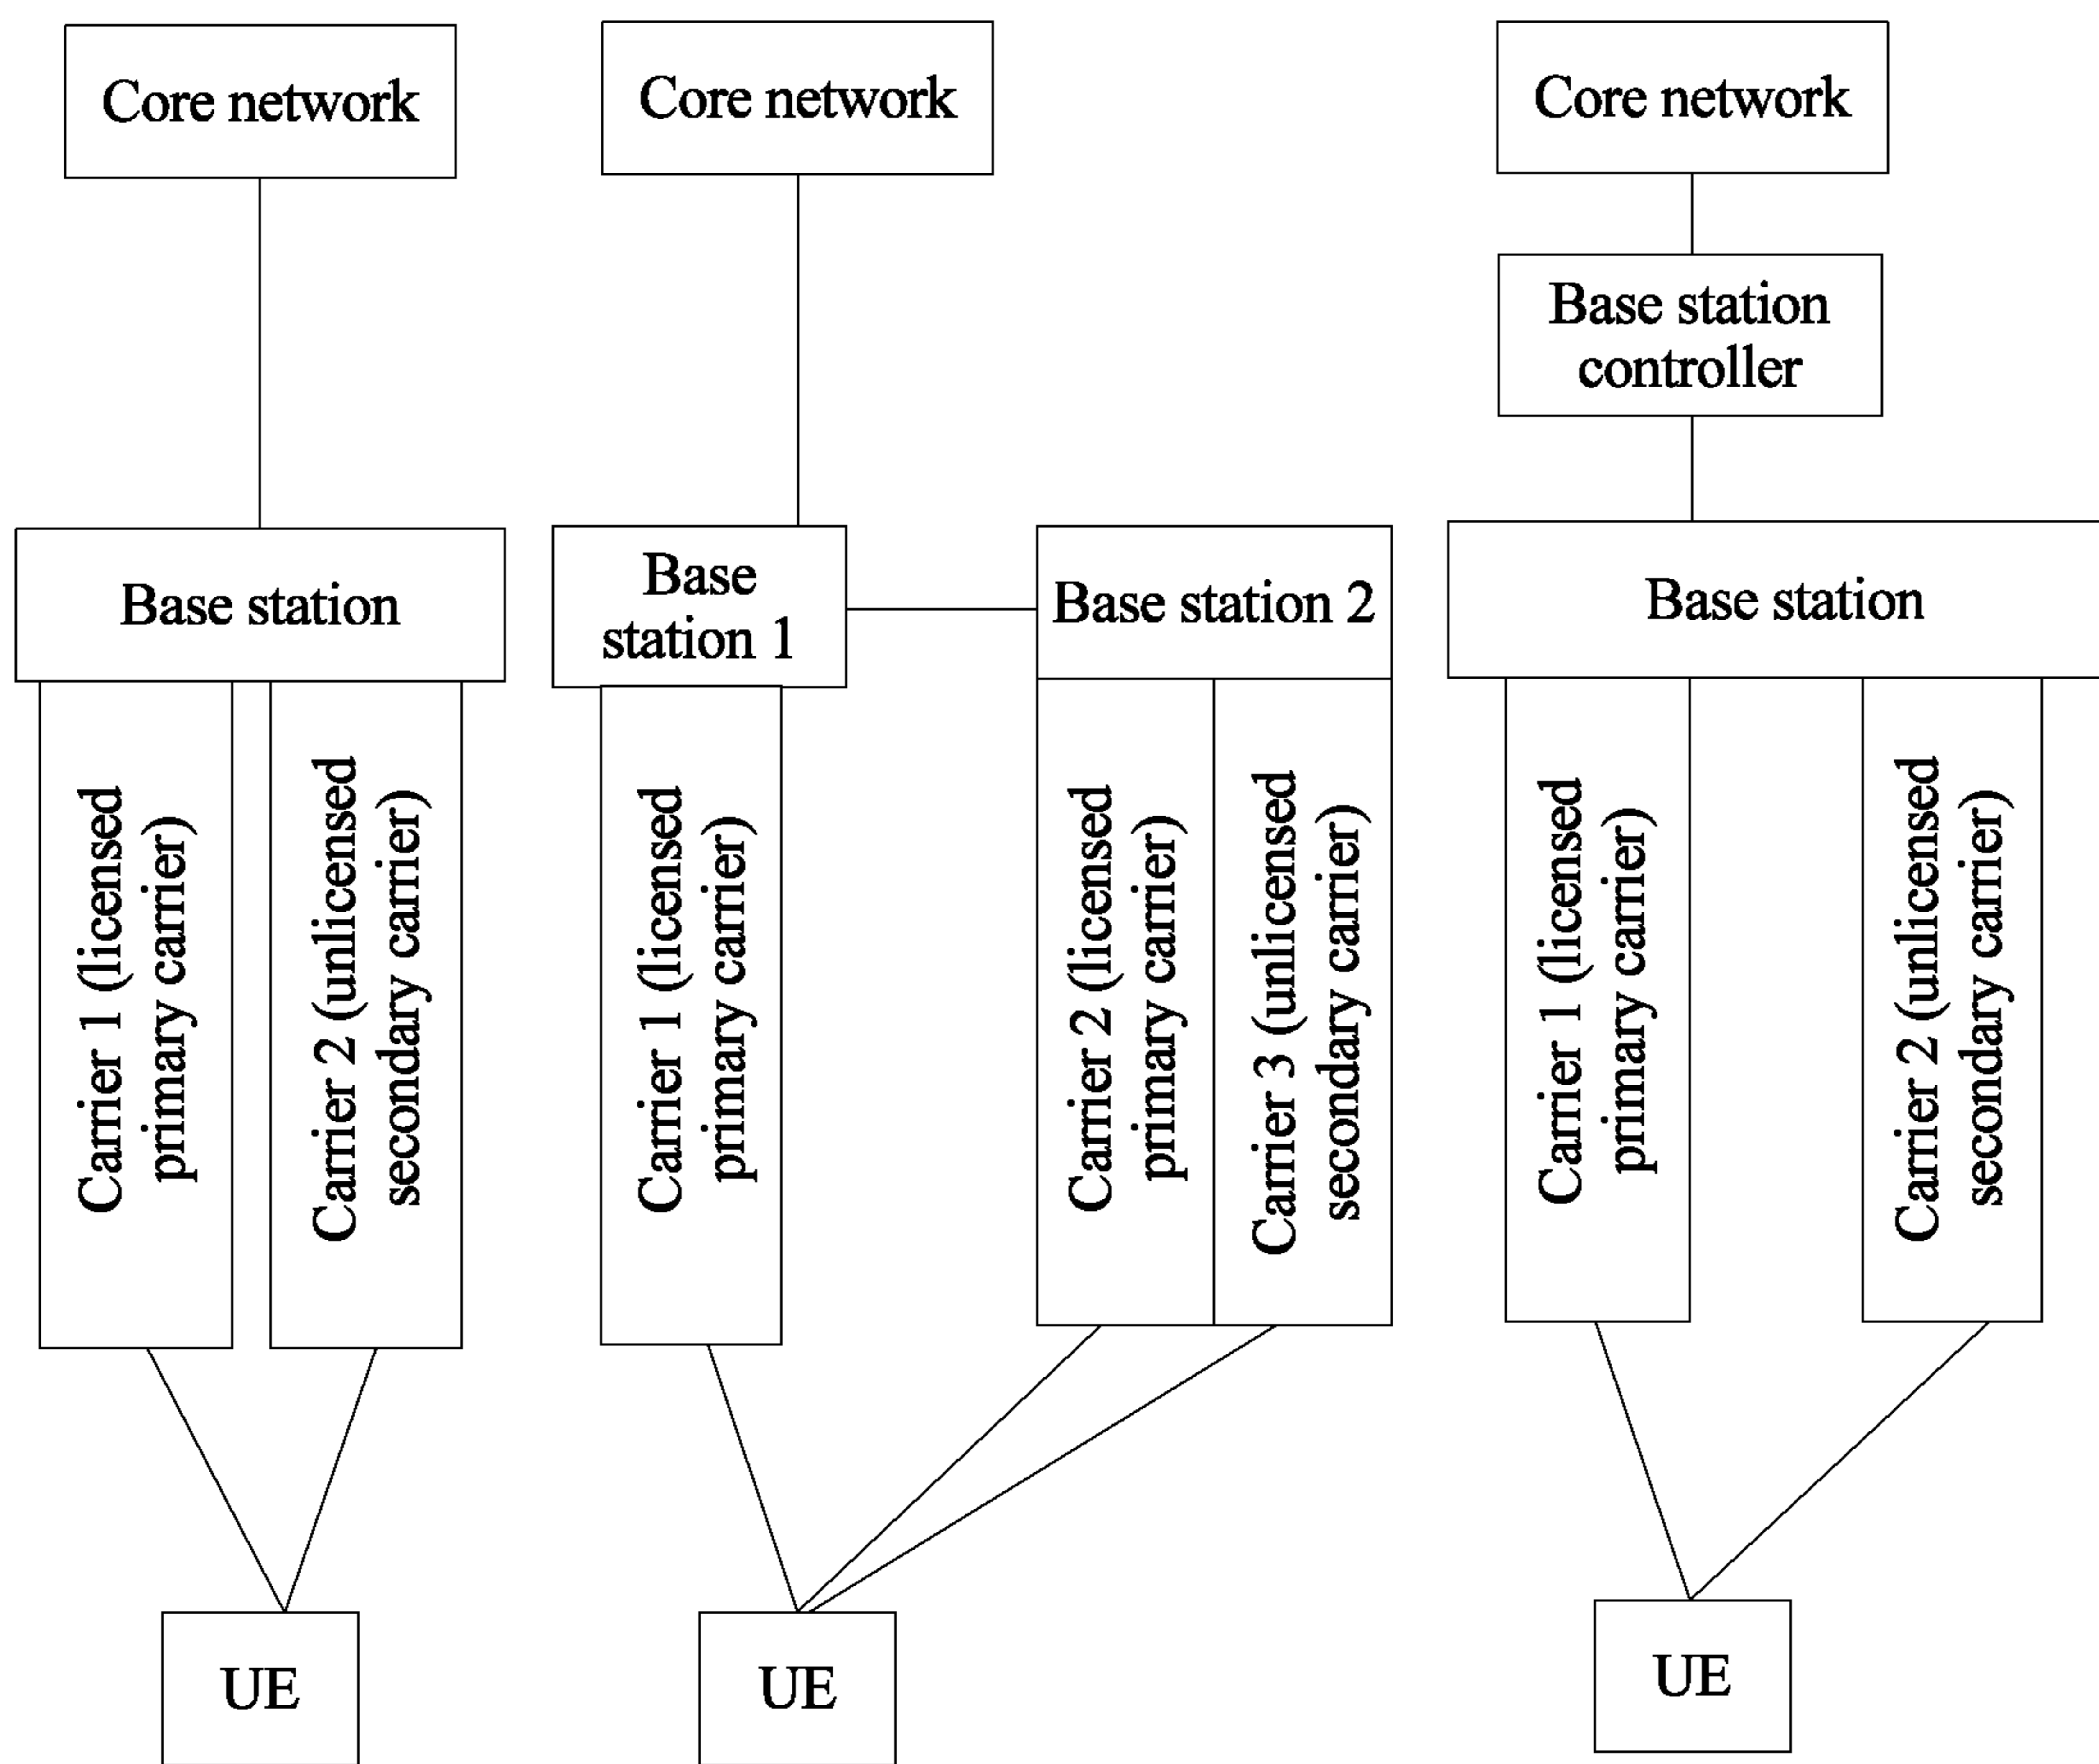 Core network
Base station
Carrier 1 (licensed
primary carrier)
Carrier 2 (unlicensed
secondary carrier)
UE
Core network
Base
station 1
Base station 2
Carrier 1 (licensed
primary carrier)
Carrier 2 (licensed
primary carrier)
Carrier 3 (unlicensed
secondary carrier)
UE
Core network
Base station
controller
Base station
Carrier 1 (licensed
primary carrier)
Carrier 2 (unlicensed
secondary carrier)
UE